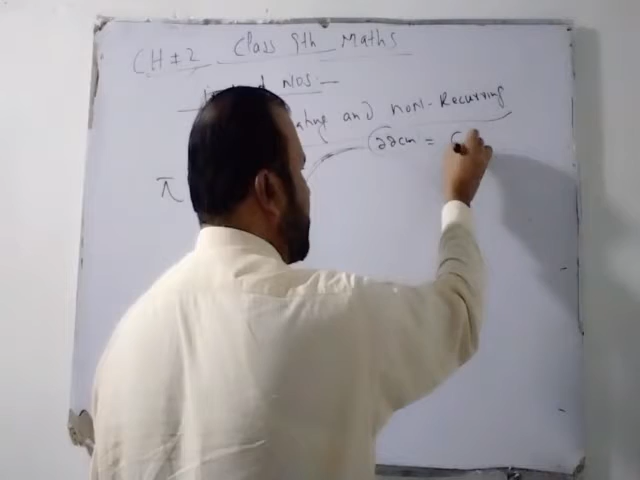 CH #2 Class 9th Maths
Nos:—
and NoN-Recurring
22cm =
π